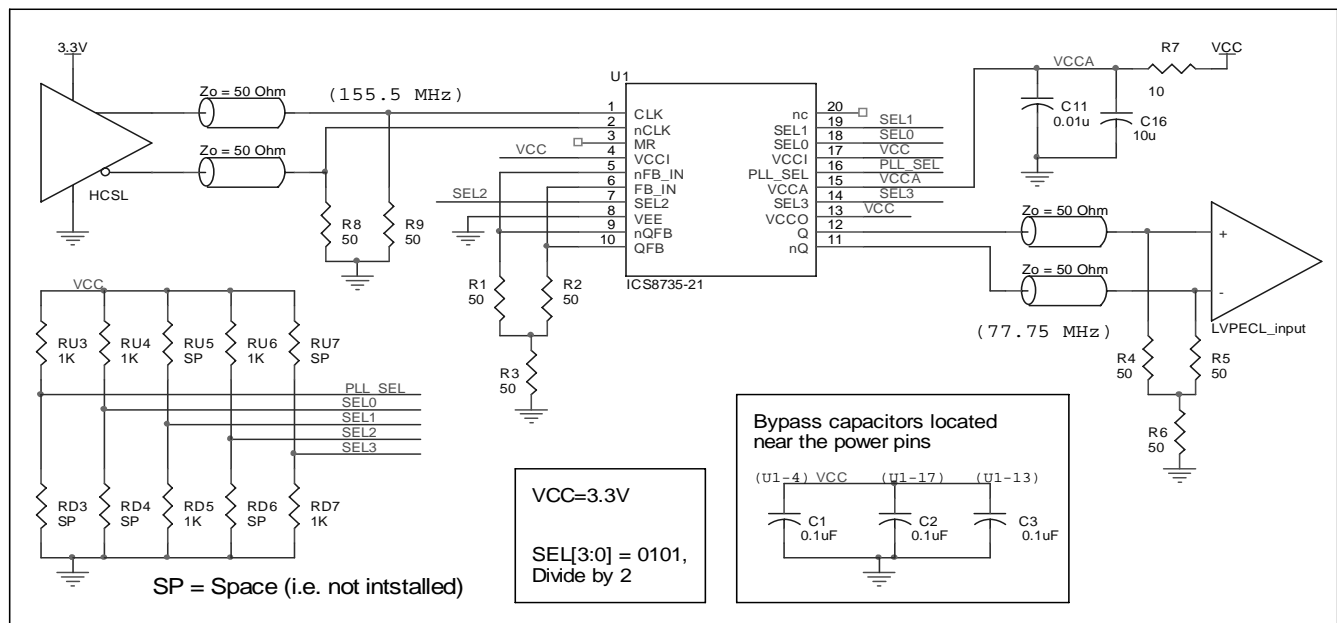 3.3V
Zo = 50 Ohm
(155.5 MHz)
Zo = 50 Ohm
HCSL
R8
50
R9
50
U1
1 CLK
2 nCLK
3 MR
4 VCCI
5 nFB_IN
6 FB_IN
7 SEL2
8 VEE
9 nQFB
10 QFB
VCC
SEL2
nc 20
SEL1 19 SEL1
SEL0 18 SEL0
VCCI 17 VCC
PLL_SEL 16 PLL_SEL
VCCA 15 VCCA
SEL3 14 SEL3
VCCO 13 VCC
Q 12
nQ 11
ICS8735-21
R1
50
R2
50
R3
50
VCCA
R7
10
VCC
C11
0.01u
C16
10u
Zo = 50 Ohm
Zo = 50 Ohm
(77.75 MHz)
+
-
LVPECL_input
R4
50
R5
50
R6
50
VCC
RU3
1K
RU4
1K
RU5
SP
RU6
1K
RU7
SP
PLL_SEL
SEL0
SEL1
SEL2
SEL3
RD3
SP
RD4
SP
RD5
1K
RD6
SP
RD7
1K
SP = Space (i.e. not intstalled)
VCC=3.3V
SEL[3:0] = 0101,
Divide by 2
Bypass capacitors located
near the power pins
(U1-4) VCC (U1-17) (U1-13)
C1
0.1uF
C2
0.1uF
C3
0.1uF